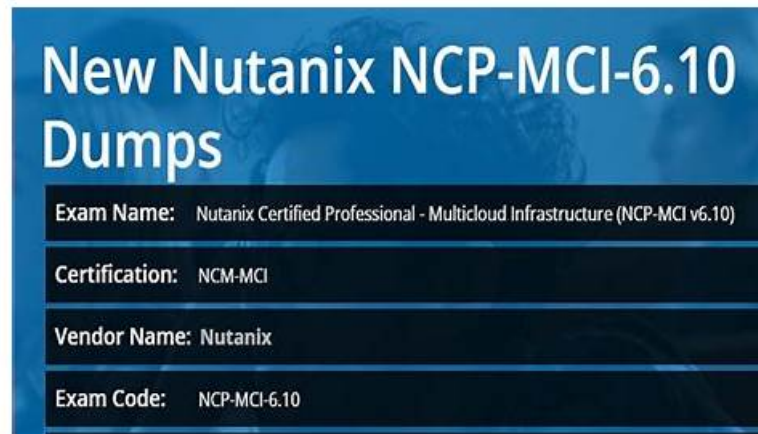 New Nutanix NCP-MCI-6.10
Dumps
Exam Name: Nutanix Certified Professional - Multicloud Infrastructure (NCP-MCI v6.10)
Certification: NCM-MCI
Vendor Name: Nutanix
Exam Code: NCP-MCI-6.10